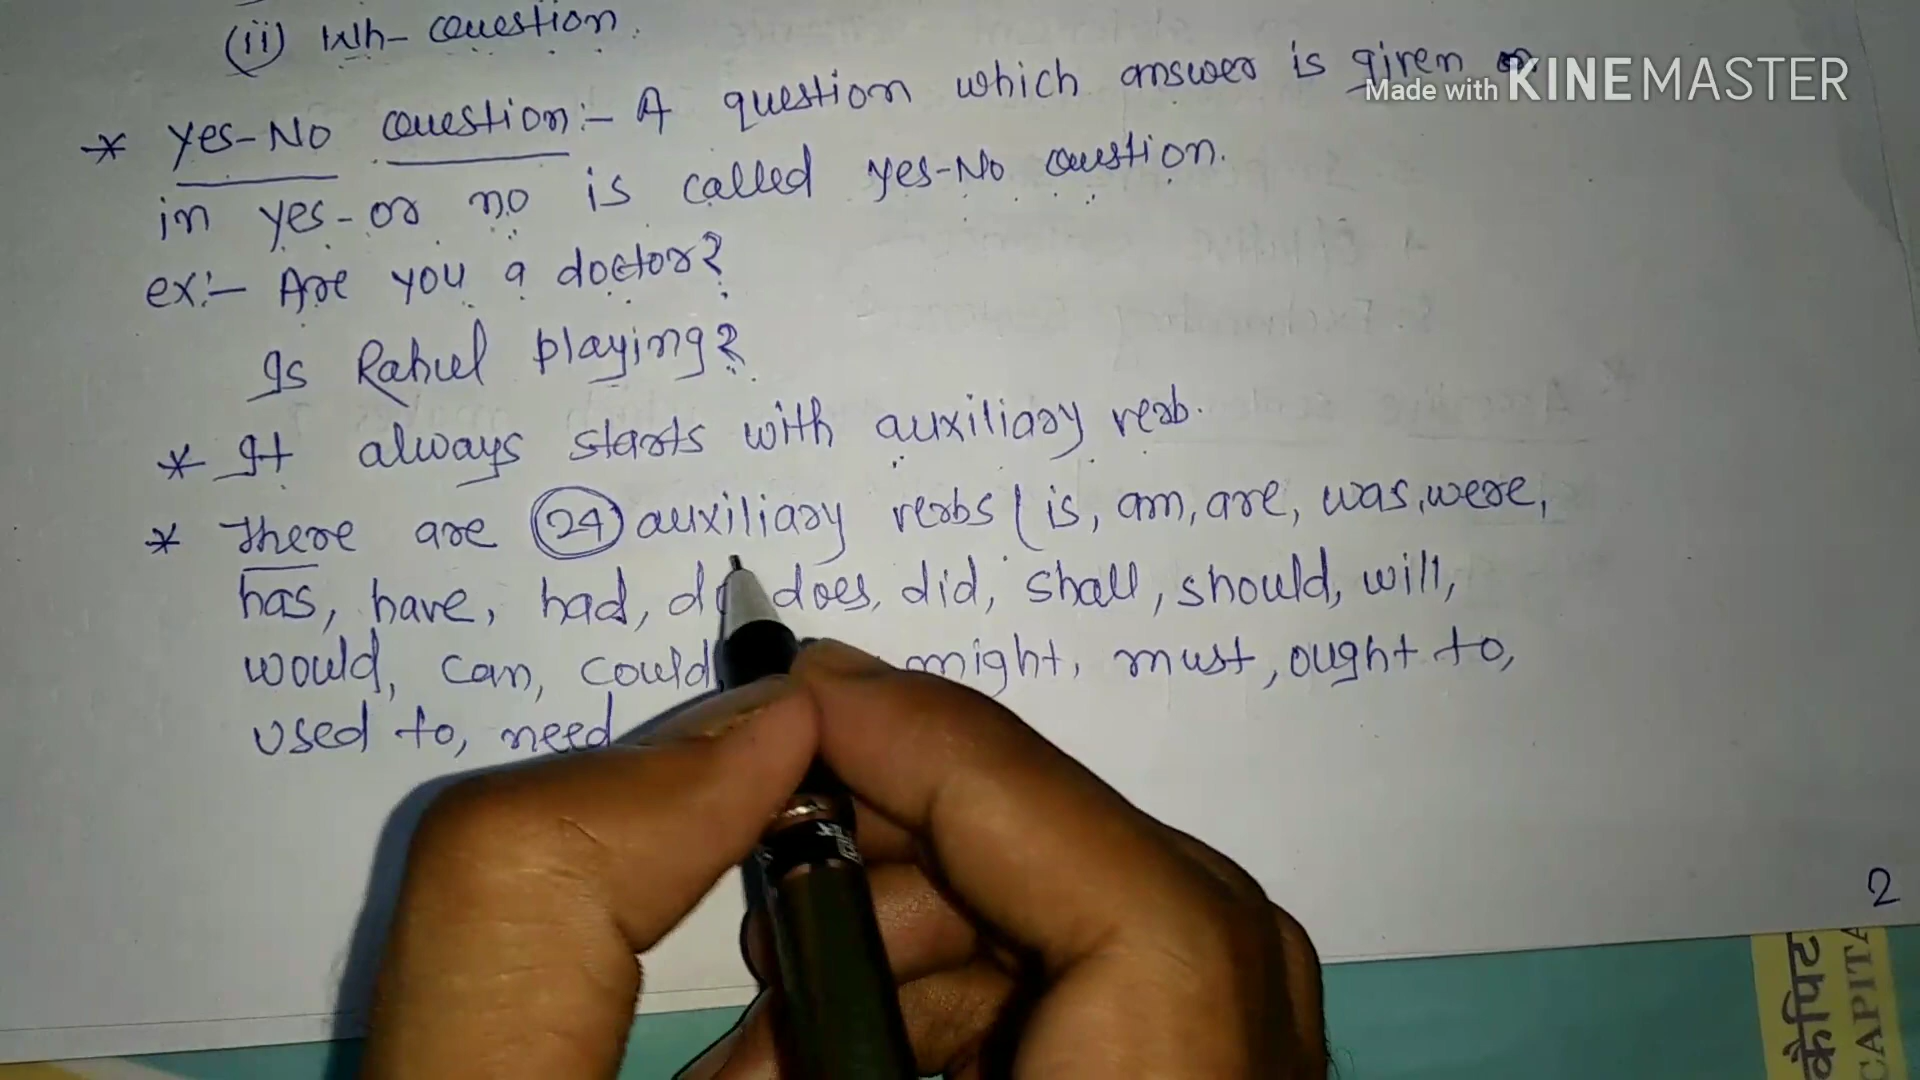 (ii) Wh- Question.
* Yes-No Question:- A question which answer is given
Made with KINEMASTER
in yes- or no is called yes-No Question.
ex:- Are you a doctor?
Is Rahul playing?
* It always starts with auxiliary verb.
* There are 24 auxiliary verbs (is, am, are, was, were,
has, have, had, do does, did, shall, should, will,
would, can, could might, must, ought to,
used to, need
2
कैपिट
CAPITA